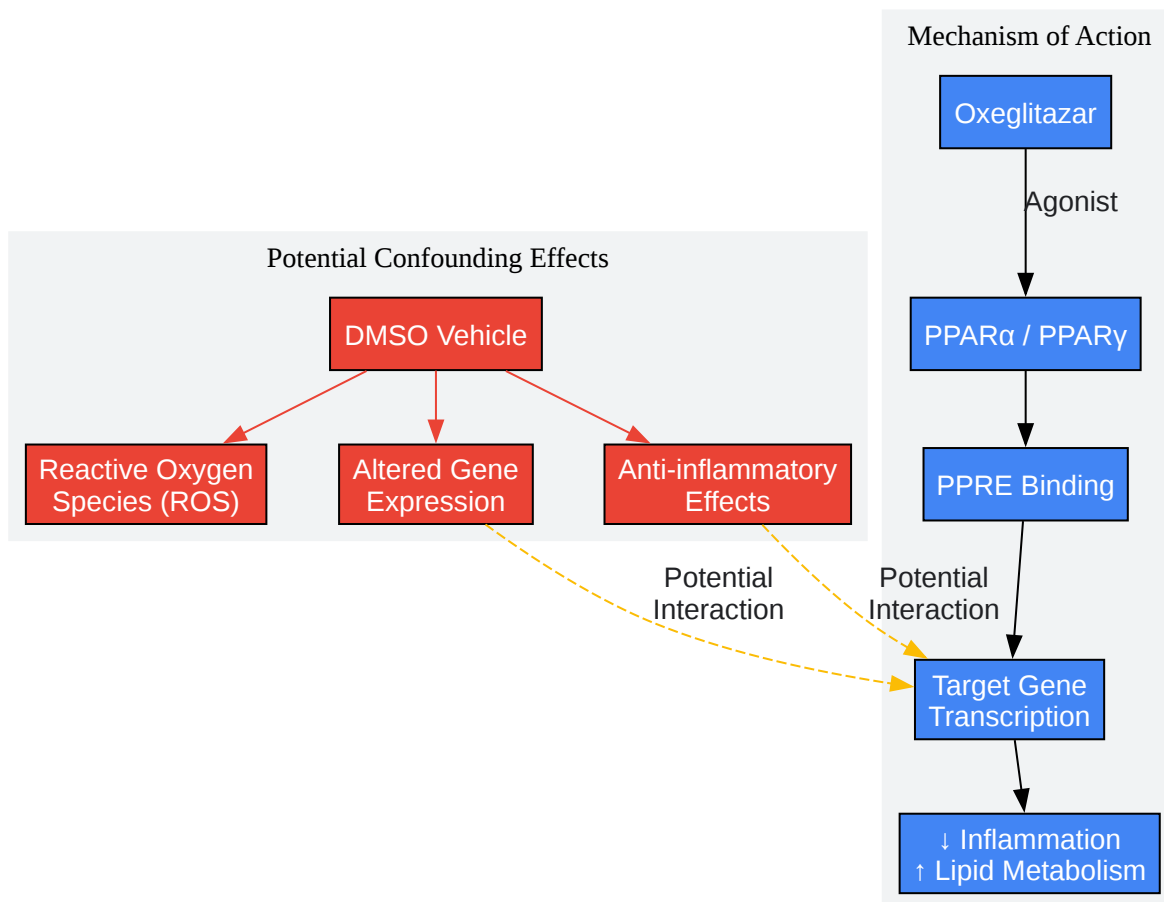 Mechanism of Action
Oxeglitazar
Agonist
Potential Confounding Effects
DMSO Vehicle
PPARα / PPARγ
Reactive Oxygen
Species (ROS)
Altered Gene
Expression
Anti-inflammatory
Effects
PPRE Binding
Potential
Interaction
Potential
Interaction
Target Gene
Transcription
↓ Inflammation
↑ Lipid Metabolism